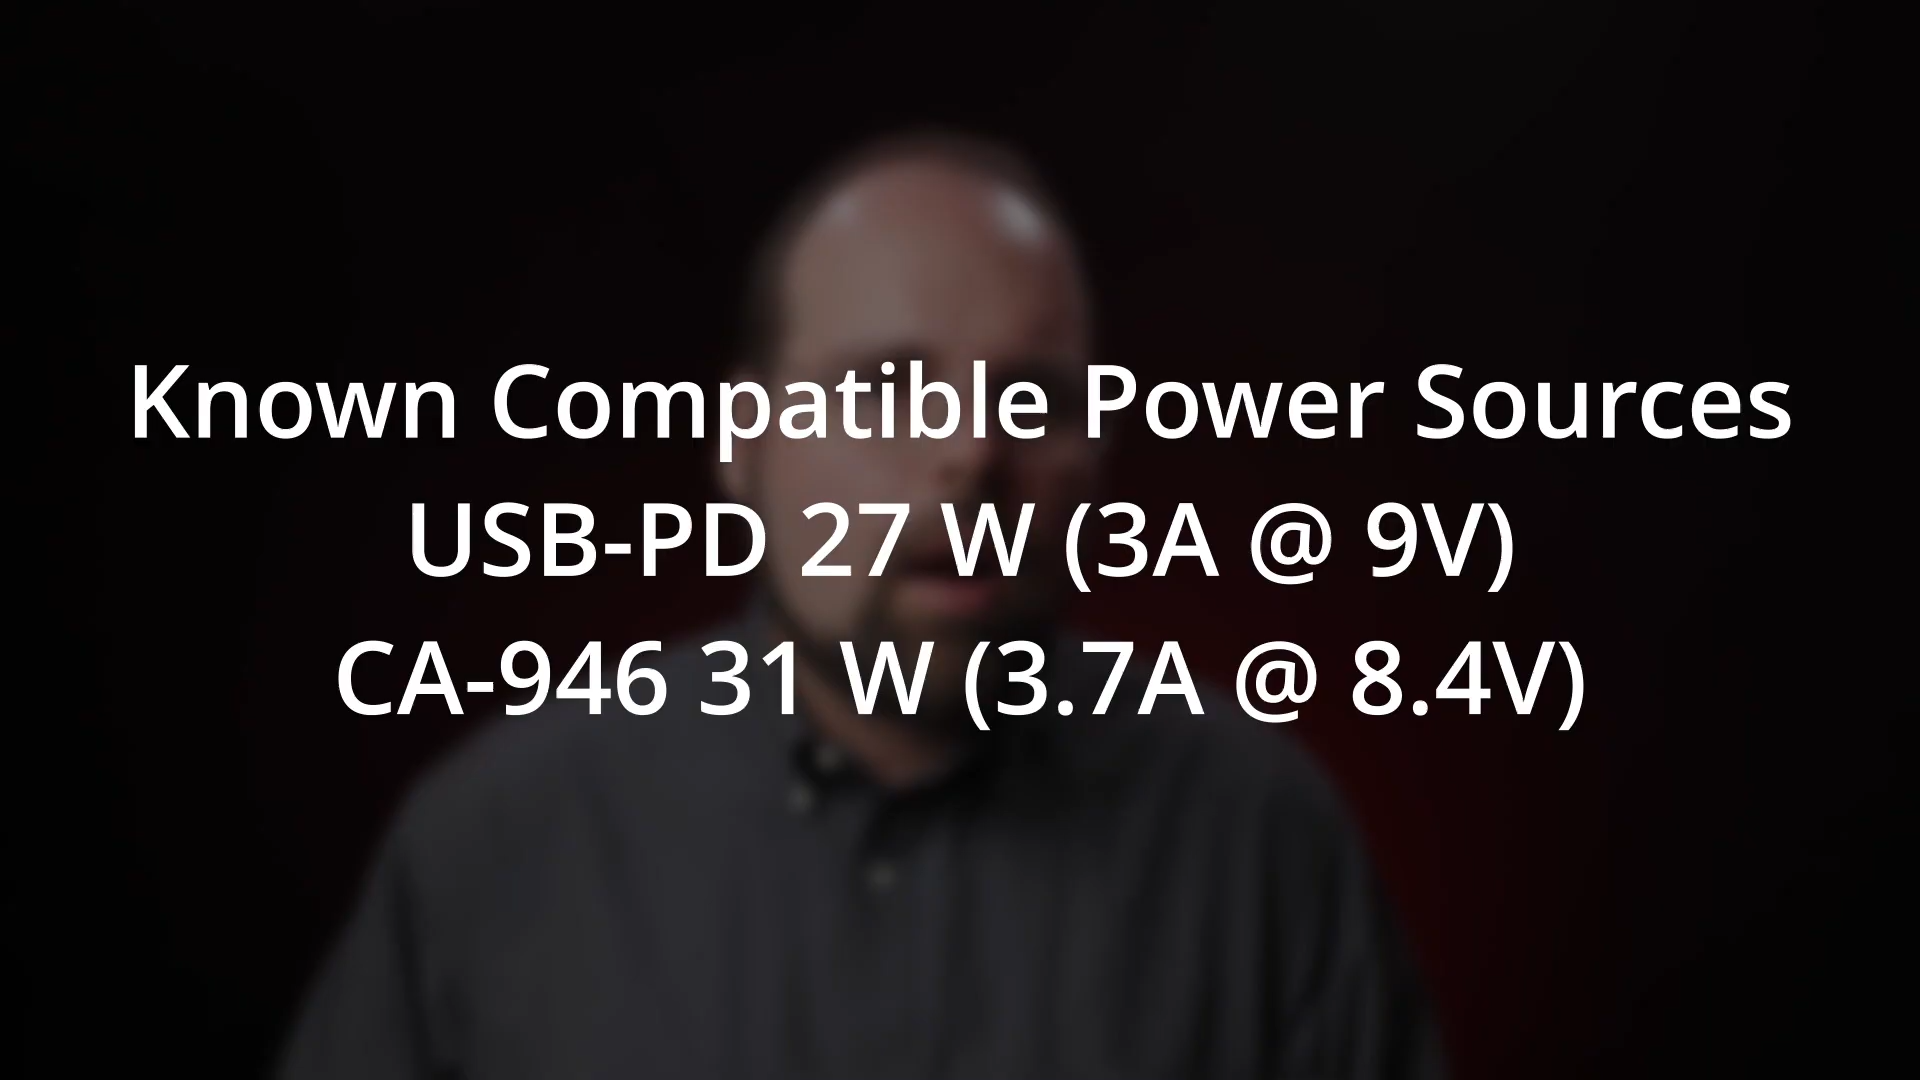 Known Compatible Power Sources
USB-PD 27 W (3A @ 9V)
CA-946 31 W (3.7A @ 8.4V)